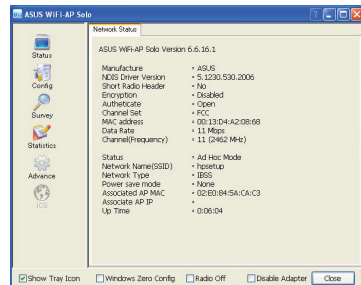 ASUS WiFi-AP Solo
Network Status
Status
Config
Survey
Statistics
Advance
ICS
ASUS WiFi-AP Solo Version 6.6.16.1
Manufacture • ASUS
NDIS Driver Version • 5.1230.530.2006
Short Radio Header • No
Encryption • Disabled
Autheticate • Open
Channel Set • FCC
MAC address • 00:13:D4:A2:08:68
Data Rate • 11 Mbps
Channel(Frequency) • 11 (2462 MHz)
Status • Ad Hoc Mode
Network Name(SSID) • hpsetup
Network Type • IBSS
Power save mode • None
Associated AP MAC • 02:E0:84:5A:CA:C3
Associate AP IP •
Up Time • 0:06:04
Show Tray Icon
Windows Zero Config
Radio Off
Disable Adapter
Close